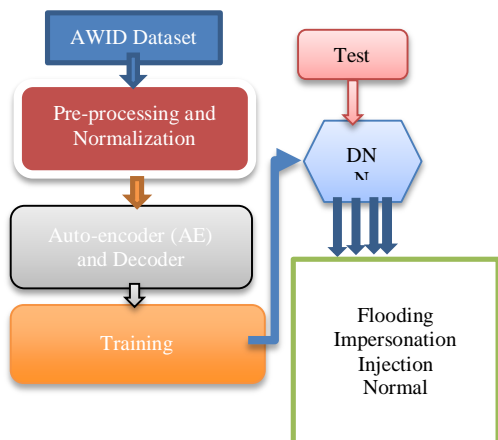 AWID Dataset
Test
Pre-processing and
Normalization
DN
N
Auto-encoder (AE)
and Decoder
Training
Flooding
Impersonation
Injection
Normal